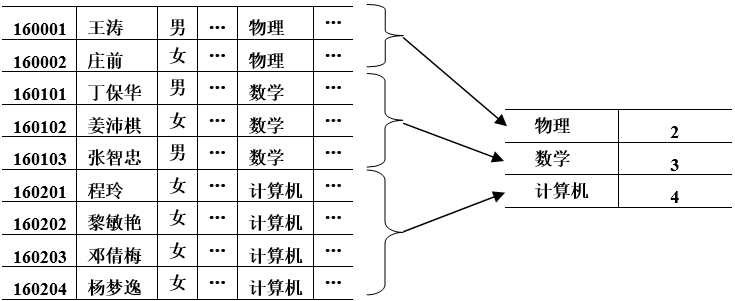 160001 王涛 男 … 物理 …
160002 庄前 女 … 物理 …
160101 丁保华 男 … 数学 …
160102 姜沛棋 女 … 数学 …
160103 张智忠 男 … 数学 …
160201 程玲 女 … 计算机 …
160202 黎敏艳 女 … 计算机 …
160203 邓倩梅 女 … 计算机 …
160204 杨梦逸 女 … 计算机 …
物理 2
数学 3
计算机 4